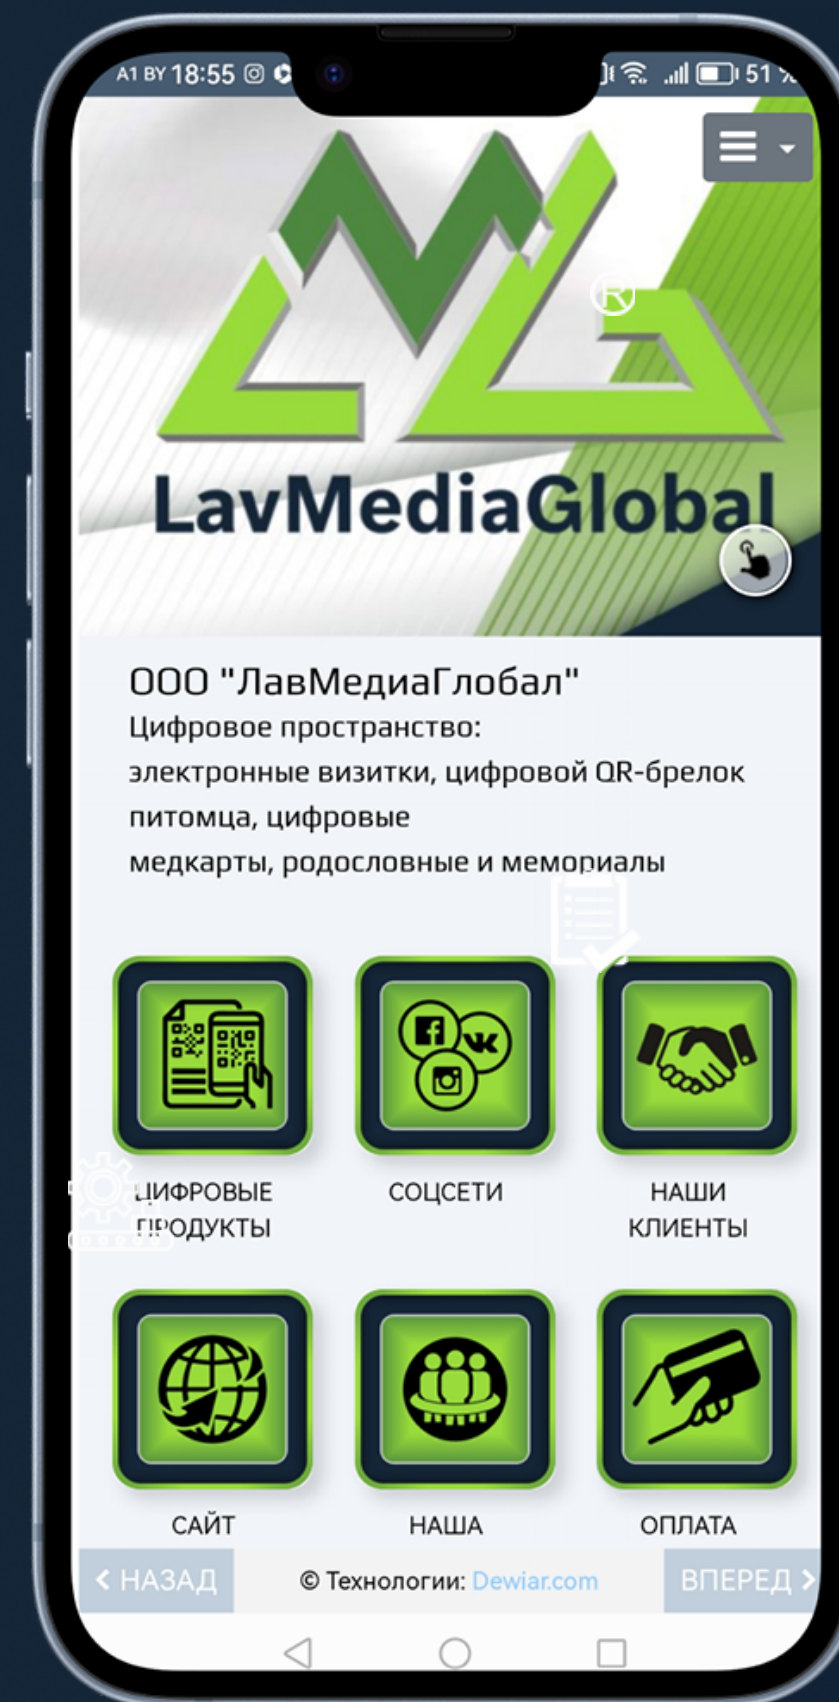 A1 BY 18:55 51 %
®
LavMediaGlobal
ООО "ЛавМедиаГлобал"
Цифровое пространство:
электронные визитки, цифровой QR-брелок
питомца, цифровые
медкарты, родословные и мемориалы
ЦИФРОВЫЕ
ПРОДУКТЫ
СОЦСЕТИ
НАШИ
КЛИЕНТЫ
САЙТ
НАША
ОПЛАТА
НАЗАД
© Технологии: Dewiar.com
ВПЕРЕД